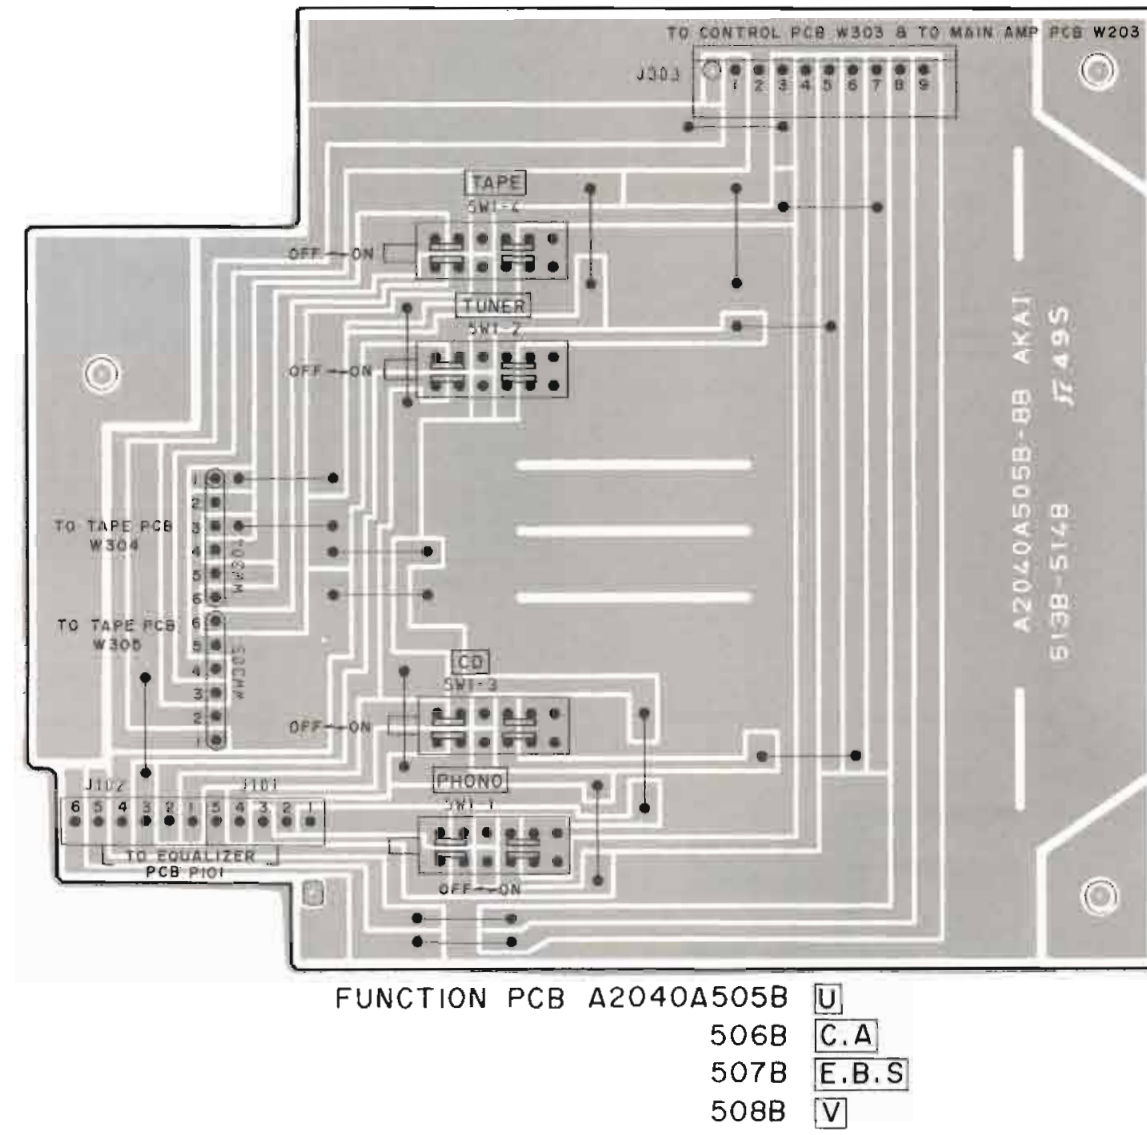 TO CONTROL PCB W303 & TO MAIN AMP PCB W203
J303
1 2 3 4 5 6 7 8 9
TAPE
SW1-4
OFF↔ON
TUNER
SW1-2
OFF↔ON
1
2
3
4
5
6
TO TAPE PCB
W304
WW304
6
5
4
3
2
1
TO TAPE PCB
W305
WW305
CD
SW1-3
OFF↔ON
PHONO
SW1-1
OFF↔ON
J102 J101
6 5 4 3 2 1 5 4 3 2 1
TO EQUALIZER
PCB P101
A2040A505B-8B AKAI
513B-514B
49S
FUNCTION PCB A2040A505B U
506B C.A
507B E.B.S
508B V